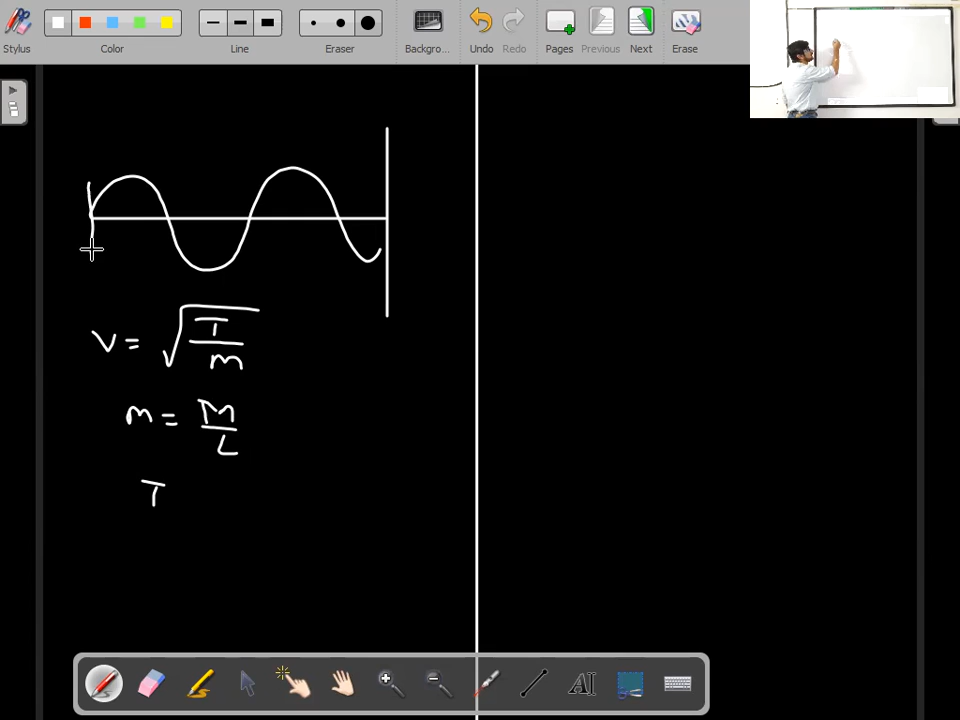 Stylus Color Line Eraser Backgro... Undo Redo Pages Previous Next Erase
v = √(T/m)
m = M/L
T